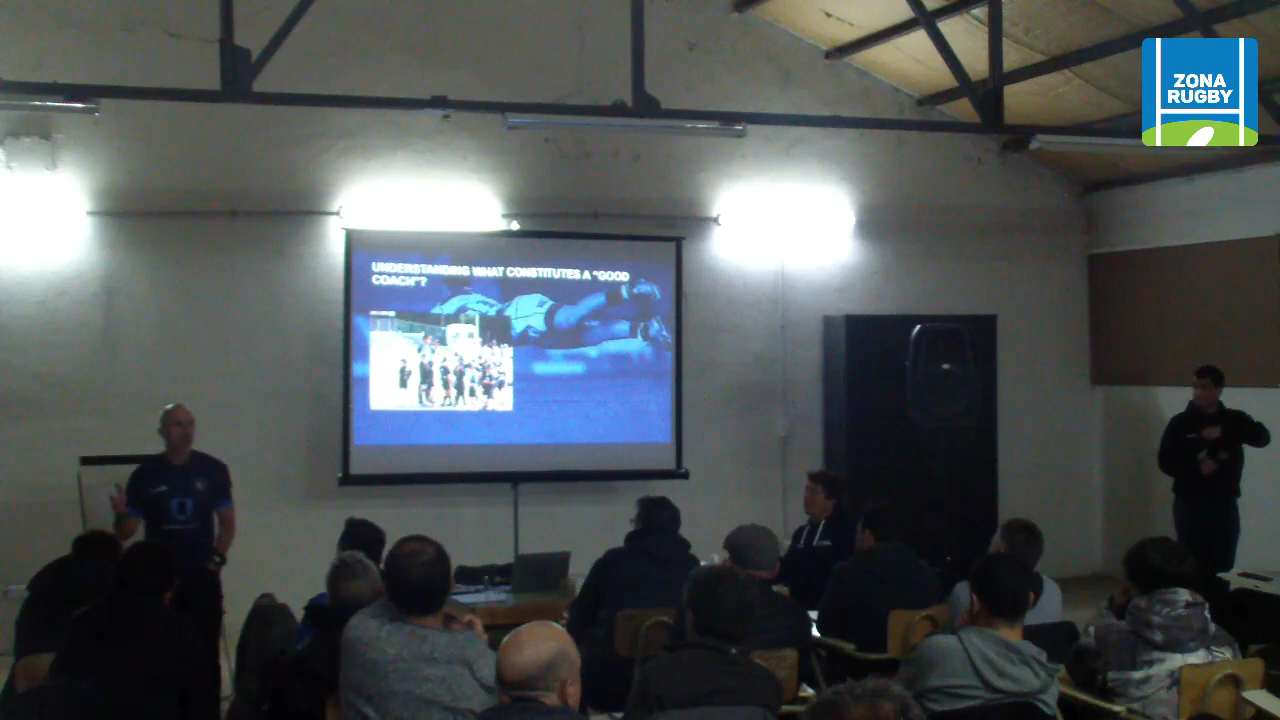 ZONA
RUGBY
UNDERSTANDING WHAT CONSTITUTES A "GOOD
COACH"?